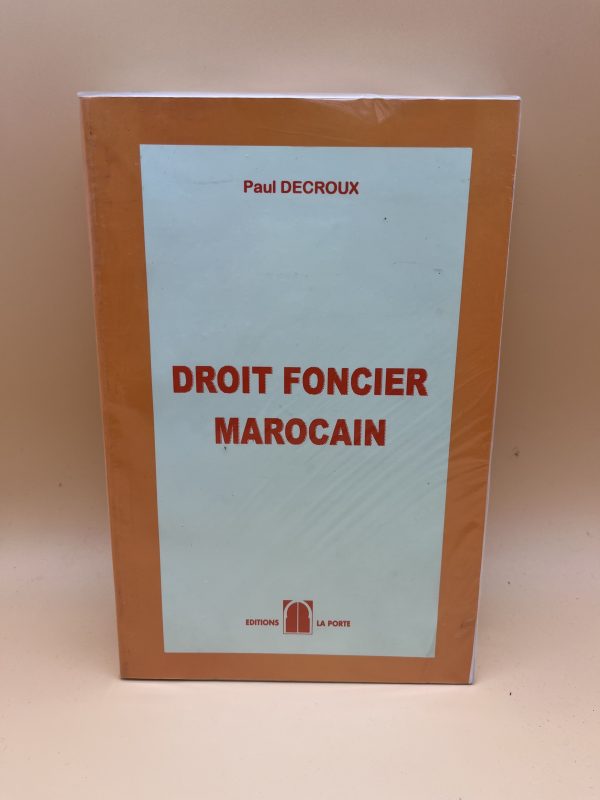 Paul DECROUX
DROIT FONCIER
MAROCAIN
EDITIONS LA PORTE